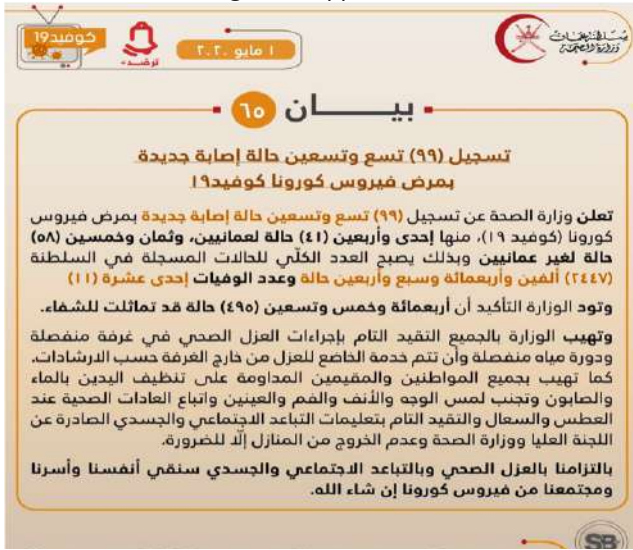 كوفيد19
ترصد+
١ مايو ٢٠٢٠
سلطنة عمان
وزارة الصحة
بيـــــان ٦٥
تسجيل (٩٩) تسع وتسعين حالة إصابة جديدة
بمرض فيروس كورونا كوفيد١٩
تعلن وزارة الصحة عن تسجيل (٩٩) تسع وتسعين حالة إصابة جديدة بمرض فيروس
كورونا (كوفيد ١٩)، منها إحدى وأربعين (٤١) حالة لعمانيين، وثمان وخمسين (٥٨)
حالة لغير عمانيين وبذلك يصبح العدد الكلّي للحالات المسجلة في السلطنة
(٢٤٤٧) ألفين وأربعمائة وسبع وأربعين حالة وعدد الوفيات إحدى عشرة (١١)
وتود الوزارة التأكيد أن أربعمائة وخمس وتسعين (٤٩٥) حالة قد تماثلت للشفاء.
وتهيب الوزارة بالجميع التقيد التام بإجراءات العزل الصحي في غرفة منفصلة
ودورة مياه منفصلة وأن تتم خدمة الخاضع للعزل من خارج الغرفة حسب الارشادات.
كما تهيب بجميع المواطنين والمقيمين المداومة على تنظيف اليدين بالماء
والصابون وتجنب لمس الوجه والأنف والفم والعينين واتباع العادات الصحية عند
العطس والسعال والتقيد التام بتعليمات التباعد الاجتماعي والجسدي الصادرة عن
اللجنة العليا ووزارة الصحة وعدم الخروج من المنازل إلّا للضرورة.
بالتزامنا بالعزل الصحي وبالتباعد الاجتماعي والجسدي سنقي أنفسنا وأسرنا
ومجتمعنا من فيروس كورونا إن شاء الله.
SB